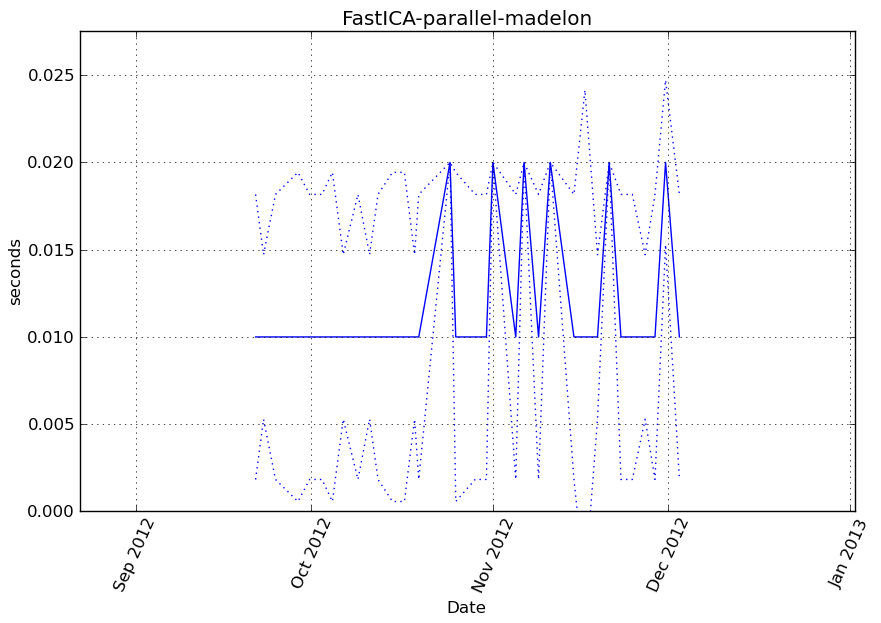 FastICA-parallel-madelon
0.025
0.020
0.015
0.010
0.005
0.000
seconds
Sep 2012
Oct 2012
Nov 2012
Dec 2012
Jan 2013
Date